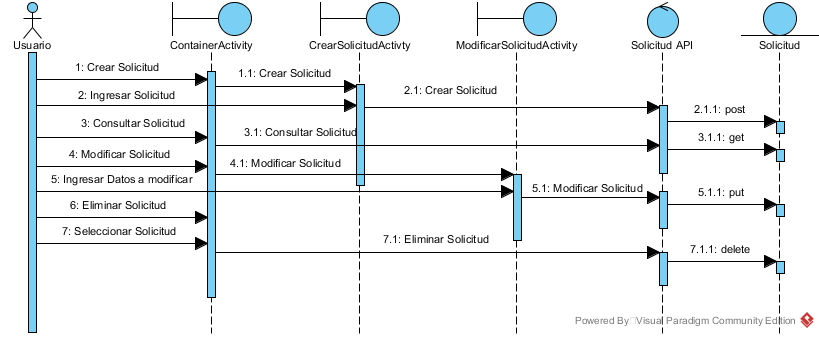 Usuario
ContainerActivity
CrearSolicitudActivty
ModificarSolicitudActivity
Solicitud API
Solicitud
1: Crear Solicitud
1.1: Crear Solicitud
2: Ingresar Solicitud
2.1: Crear Solicitud
2.1.1: post
3: Consultar Solicitud
3.1: Consultar Solicitud
3.1.1: get
4: Modificar Solicitud
4.1: Modificar Solicitud
5: Ingresar Datos a modificar
5.1: Modificar Solicitud
5.1.1: put
6: Eliminar Solicitud
7: Seleccionar Solicitud
7.1: Eliminar Solicitud
7.1.1: delete
Powered By Visual Paradigm Community Edition